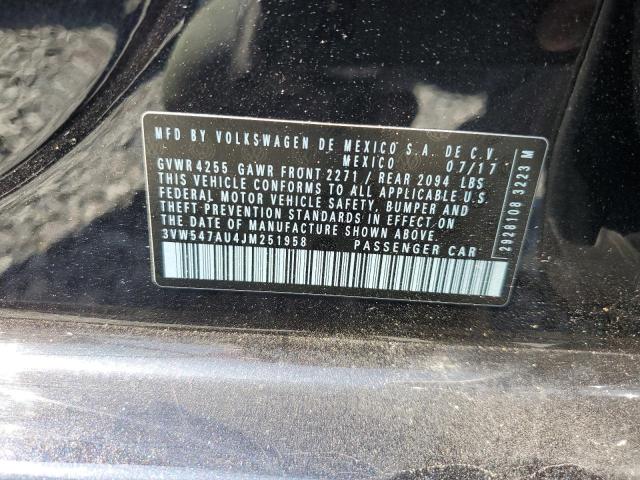 MFD BY VOLKSWAGEN DE MEXICO S.A. DE C.V.
MEXICO 07/17
GVWR 4255 GAWR FRONT 2271 / REAR 2094 LBS
THIS VEHICLE CONFORMS TO ALL APPLICABLE U.S.
FEDERAL MOTOR VEHICLE SAFETY, BUMPER AND
THEFT-PREVENTION STANDARDS IN EFFECT ON
THE DATE OF MANUFACTURE SHOWN ABOVE.
3VW547AU4JM251958 PASSENGER CAR
2928108 3223 M